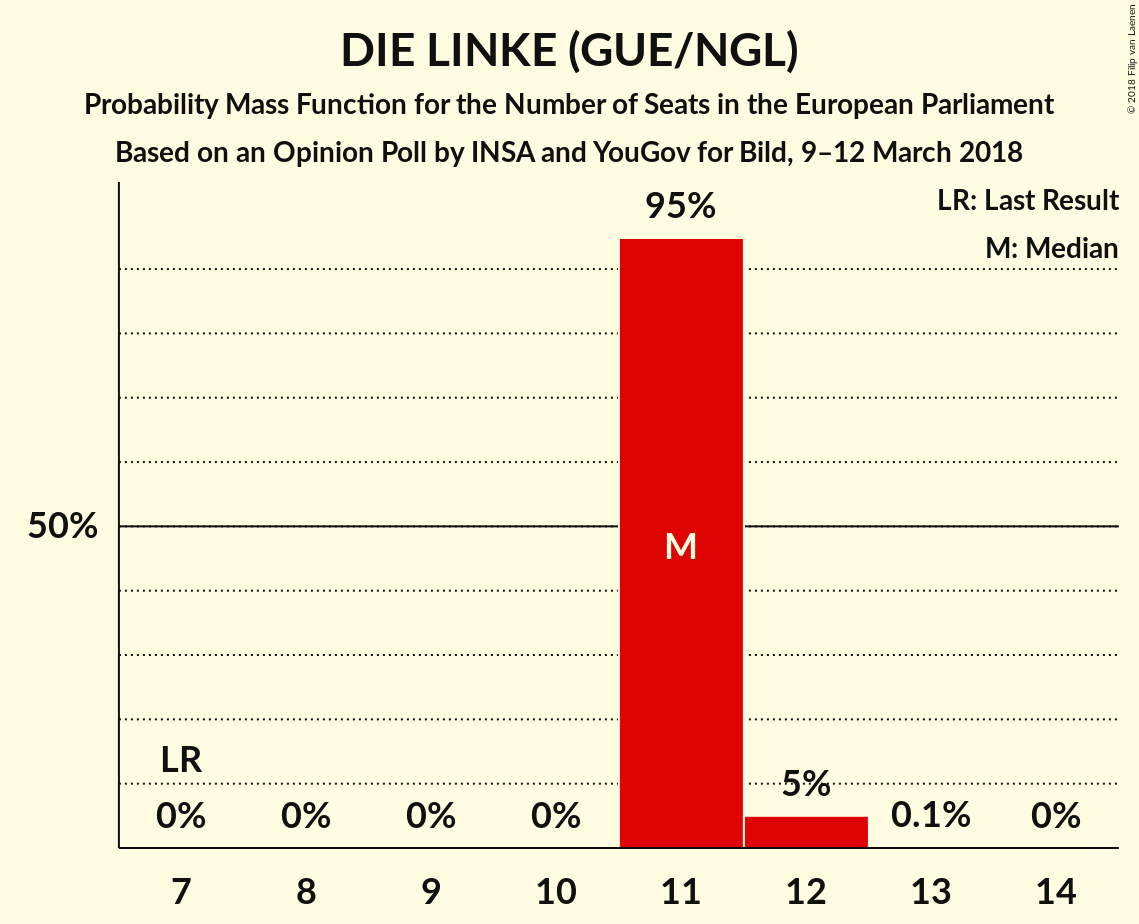 DIE LINKE (GUE/NGL)
Probability Mass Function for the Number of Seats in the European Parliament
Based on an Opinion Poll by INSA and YouGov for Bild, 9–12 March 2018
© 2018 Filip van Laenen
LR: Last Result
M: Median
95%
50%
M
LR
0% 0% 0% 0% 5% 0.1% 0%
7 8 9 10 11 12 13 14